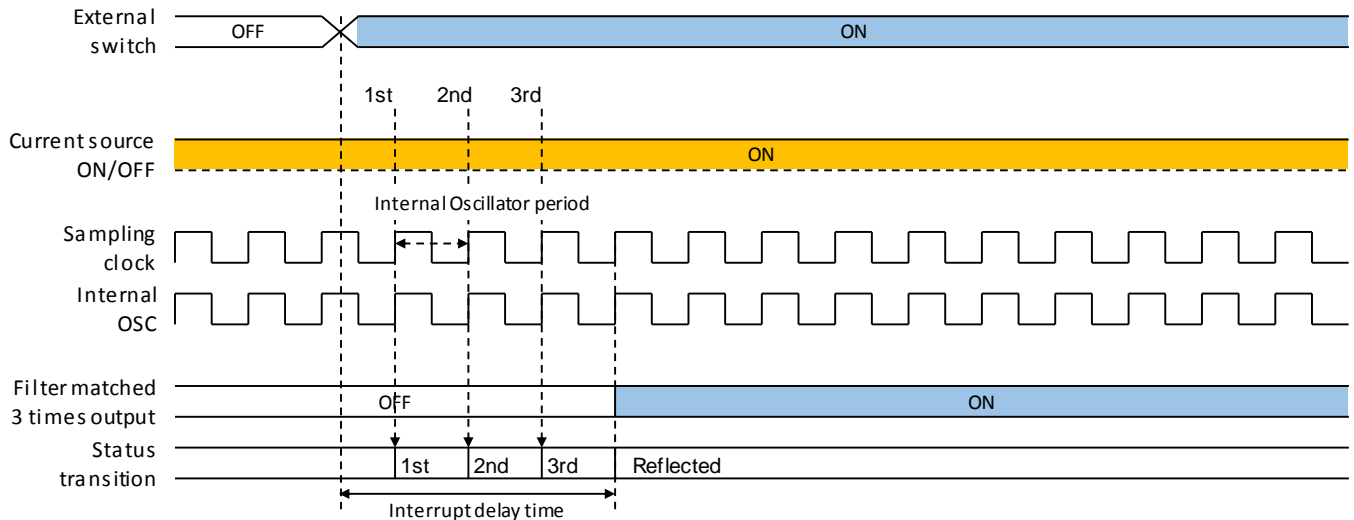 External
switch
OFF
ON
1st 2nd 3rd
Current source
ON/OFF
ON
Internal Oscillator period
Sampling
clock
Internal
OSC
Filter matched
3 times output
OFF
ON
Status
transition
1st 2nd 3rd Reflected
Interrupt delay time